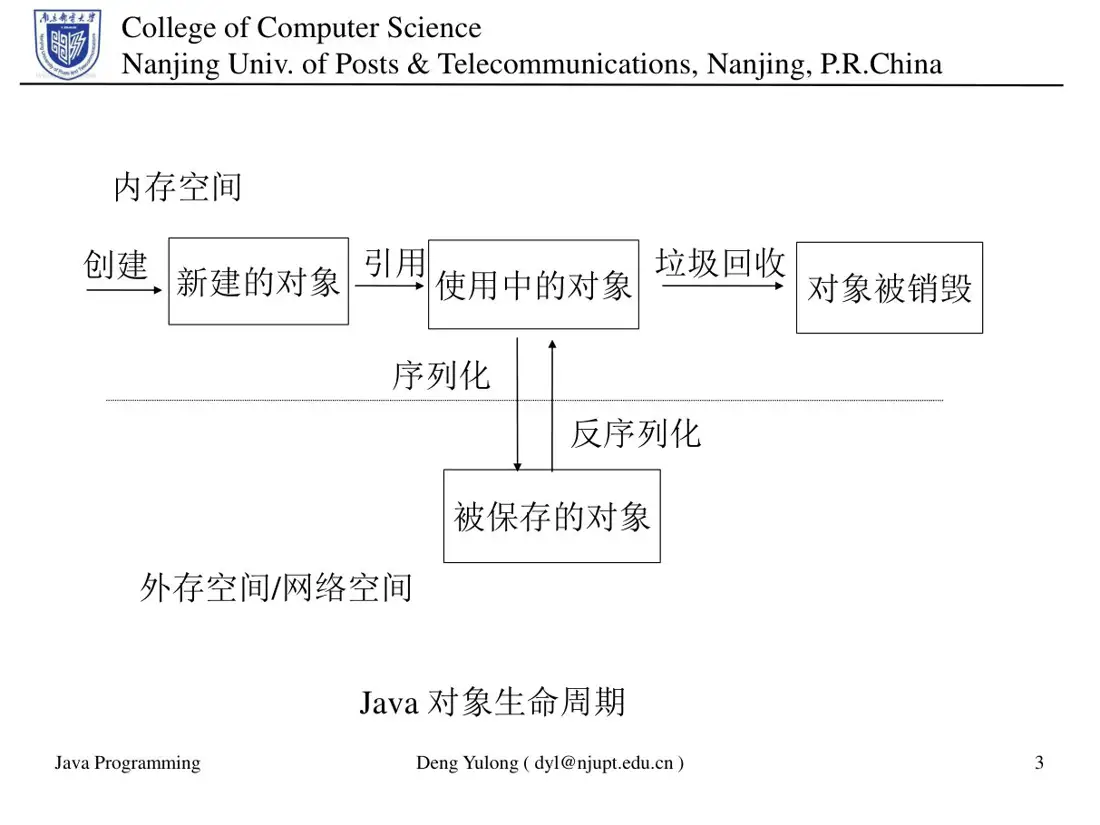 College of Computer Science
Nanjing Univ. of Posts & Telecommunications, Nanjing, P.R.China
内存空间
创建
新建的对象
引用
使用中的对象
垃圾回收
对象被销毁
序列化
反序列化
被保存的对象
外存空间/网络空间
Java 对象生命周期
Java Programming
Deng Yulong ( dyl@njupt.edu.cn )
3